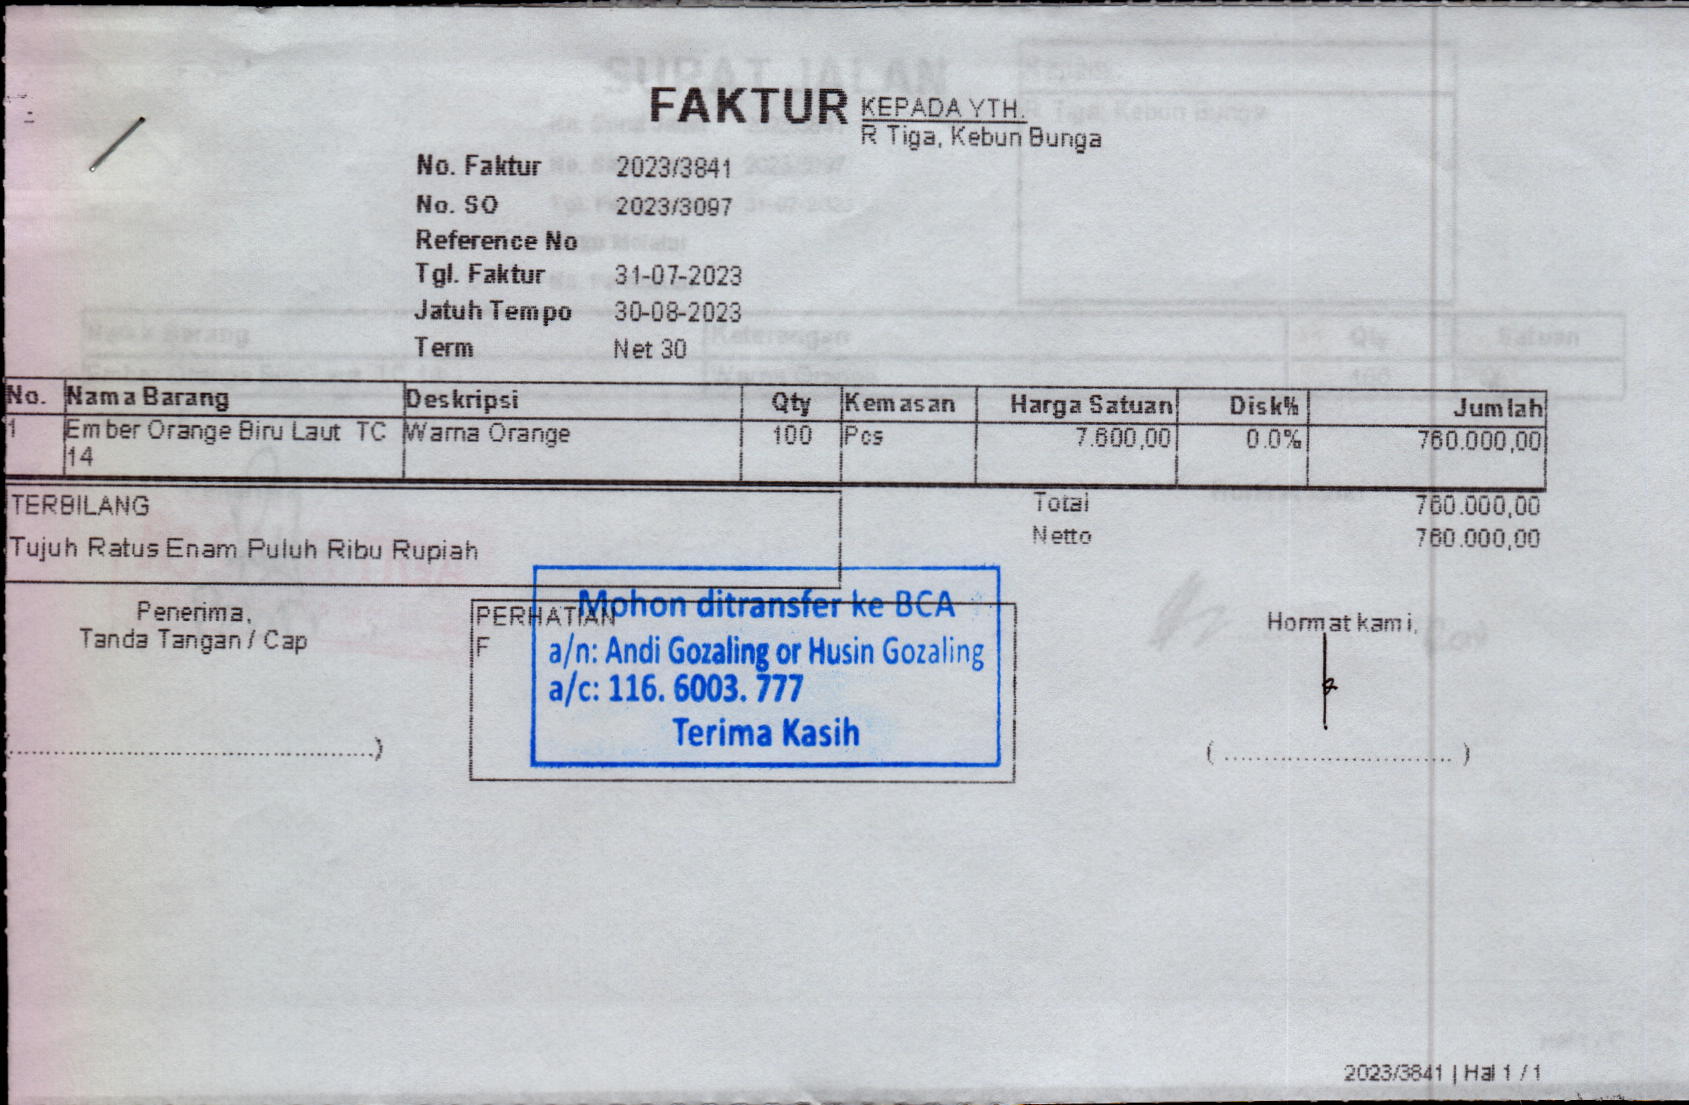 FAKTUR
KEPADA YTH.
R Tiga, Kebun Bunga
No. Faktur 2023/3841
No. SO 2023/3097
Reference No
Tgl. Faktur 31-07-2023
Jatuh Tempo 30-08-2023
Term Net 30
No. Nama Barang Deskripsi Qty Kemasan Harga Satuan Disk% Jumlah
1 Ember Orange Biru Laut TC 14 Warna Orange 100 Pcs 7.600,00 0.0% 760.000,00
TERBILANG
Tujuh Ratus Enam Puluh Ribu Rupiah
Total 760.000,00
Netto 760.000,00
Penerima,
Tanda Tangan / Cap
PERHATIAN
F
Mohon ditransfer ke BCA
a/n: Andi Gozaling or Husin Gozaling
a/c: 116. 6003. 777
Terima Kasih
Hormat kami,
2023/3841 | Hal 1 / 1